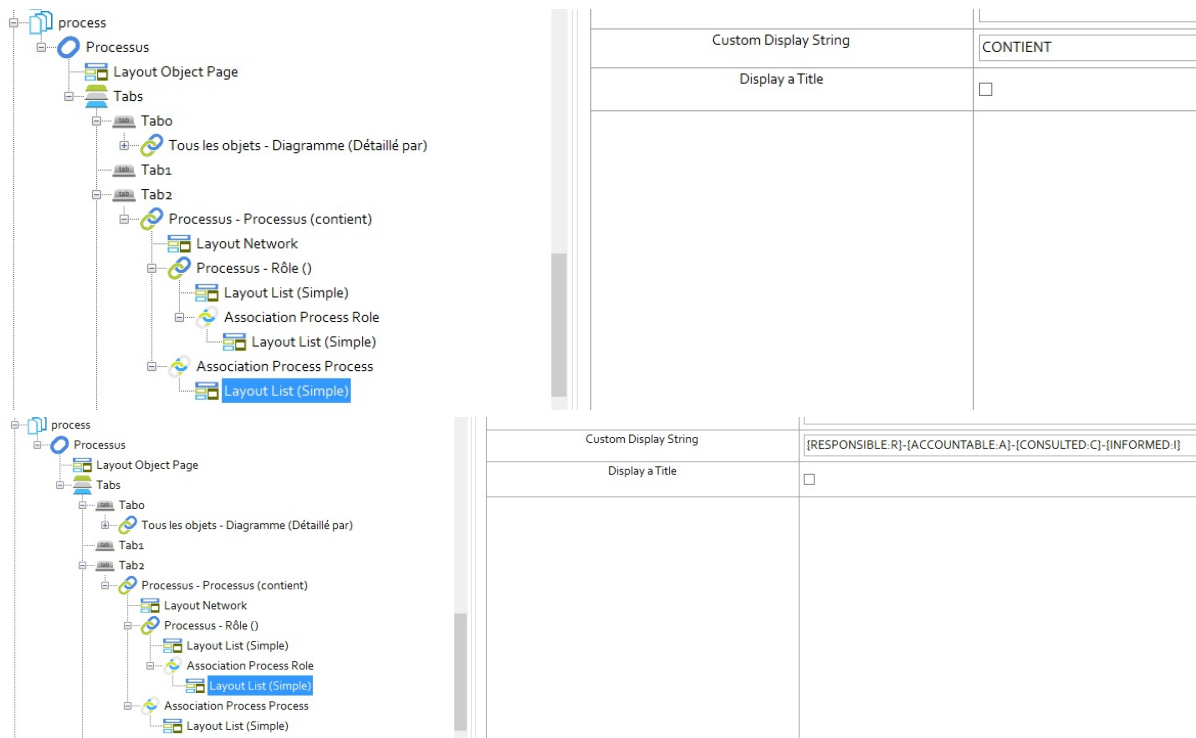 process
Processus
Layout Object Page
Tabs
Tab0
Tous les objets - Diagramme (Détaillé par)
Tab1
Tab2
Processus - Processus (contient)
Layout Network
Processus - Rôle ()
Layout List (Simple)
Association Process Role
Layout List (Simple)
Association Process Process
Layout List (Simple)
Custom Display String
CONTIENT
Display a Title
process
Processus
Layout Object Page
Tabs
Tab0
Tous les objets - Diagramme (Détaillé par)
Tab1
Tab2
Processus - Processus (contient)
Layout Network
Processus - Rôle ()
Layout List (Simple)
Association Process Role
Layout List (Simple)
Association Process Process
Layout List (Simple)
Custom Display String
{RESPONSIBLE:R}-{ACCOUNTABLE:A}-{CONSULTED:C}-{INFORMED:I}
Display a Title